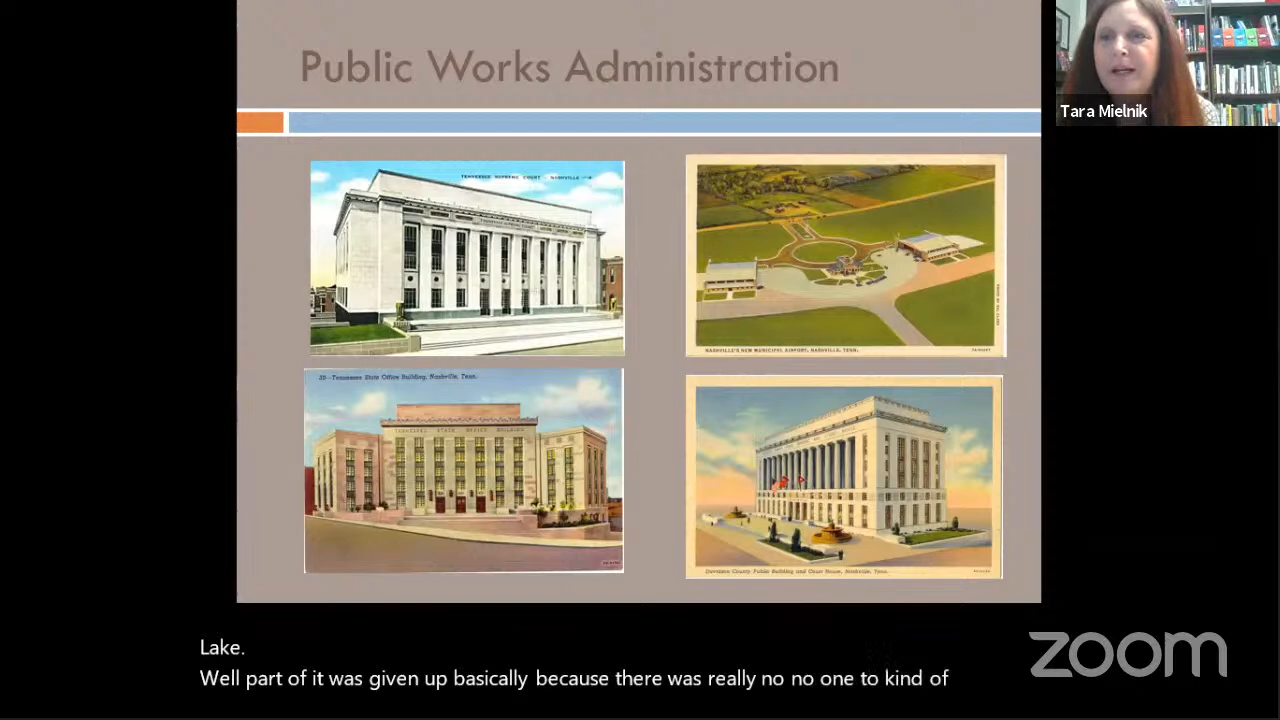 Public Works Administration
Tara Mielnik
TENNESSEE SUPREME COURT - NASHVILLE
NASHVILLE'S NEW MUNICIPAL AIRPORT, NASHVILLE, TENN.
Tennessee State Office Building, Nashville, Tenn.
TENNESSEE STATE OFFICE BUILDING
Davidson County Public Building and Court House, Nashville, Tenn.
Lake.
Well part of it was given up basically because there was really no no one to kind of
zoom